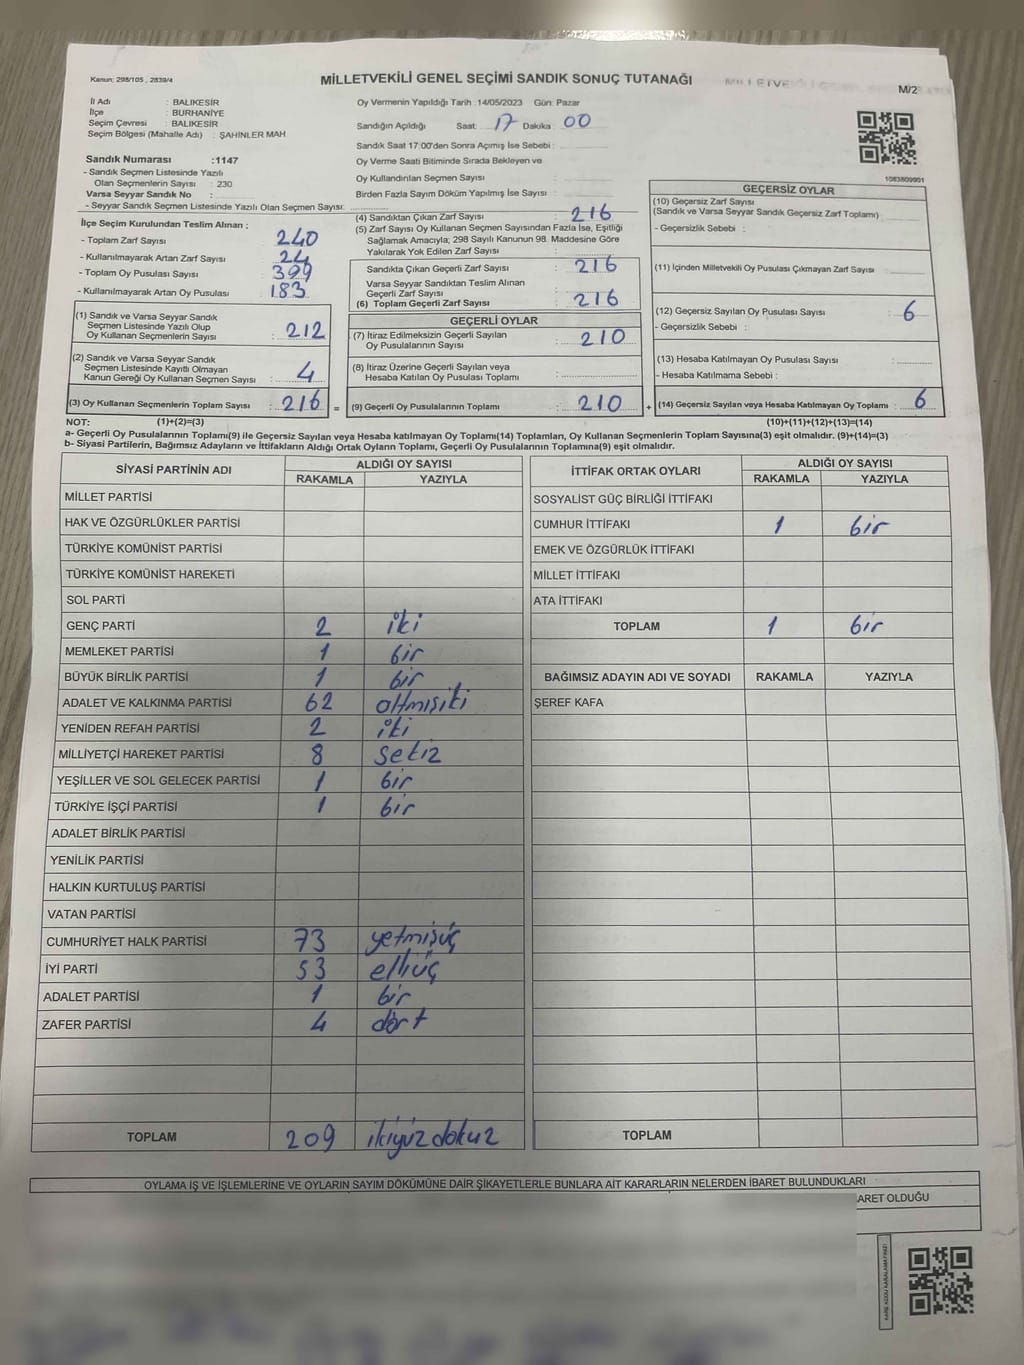 Kanun: 298/105 , 2839/4
MİLLETVEKİLİ GENEL SEÇİMİ SANDIK SONUÇ TUTANAĞI
M/2
İl Adı : BALIKESİR
İlçe : BURHANİYE
Seçim Çevresi : BALIKESİR
Seçim Bölgesi (Mahalle Adı) : ŞAHİNLER MAH.
Oy Vermenin Yapıldığı Tarih :14/05/2023 Gün: Pazar
Sandığın Açıldığı Saat: 17 Dakika: 00
Sandık Saat 17:00'den Sonra Açımış İse Sebebi :
Oy Verme Saati Bitiminde Sırada Bekleyen ve
Oy Kullandırılan Seçmen Sayısı :
Birden Fazla Sayım Döküm Yapılmış İse Sayısı :
Sandık Numarası :1147
- Sandık Seçmen Listesinde Yazılı
Olan Seçmenlerin Sayısı : 230
Varsa Seyyar Sandık No :
- Seyyar Sandık Seçmen Listesinde Yazılı Olan Seçmen Sayısı:
1083809901
İlçe Seçim Kurulundan Teslim Alınan ;
- Toplam Zarf Sayısı : 240
- Kullanılmayarak Artan Zarf Sayısı : 24
- Toplam Oy Pusulası Sayısı : 399
- Kullanılmayarak Artan Oy Pusulası : 183
(1) Sandık ve Varsa Seyyar Sandık
Seçmen Listesinde Yazılı Olup
Oy Kullanan Seçmenlerin Sayısı : 212
(2) Sandık ve Varsa Seyyar Sandık
Seçmen Listesinde Kayıtlı Olmayan
Kanun Gereği Oy Kullanan Seçmen Sayısı : 4
(3) Oy Kullanan Seçmenlerin Toplam Sayısı : 216 =
(4) Sandıktan Çıkan Zarf Sayısı : 216
(5) Zarf Sayısı Oy Kullanan Seçmen Sayısından Fazla İse, Eşitliği
Sağlamak Amacıyla; 298 Sayılı Kanunun 98. Maddesine Göre
Yakılarak Yok Edilen Zarf Sayısı :
Sandıkta Çıkan Geçerli Zarf Sayısı : 216
Varsa Seyyar Sandıktan Teslim Alınan
Geçerli Zarf Sayısı :
(6) Toplam Geçerli Zarf Sayısı : 216
GEÇERLİ OYLAR
(7) İtiraz Edilmeksizin Geçerli Sayılan
Oy Pusulalarının Sayısı : 210
(8) İtiraz Üzerine Geçerli Sayılan veya
Hesaba Katılan Oy Pusulası Toplamı :
(9) Geçerli Oy Pusulalarının Toplamı : 210 +
GEÇERSİZ OYLAR
(10) Geçersiz Zarf Sayısı
(Sandık ve Varsa Seyyar Sandık Geçersiz Zarf Toplamı)
- Geçersizlik Sebebi :
(11) İçinden Milletvekili Oy Pusulası Çıkmayan Zarf Sayısı
(12) Geçersiz Sayılan Oy Pusulası Sayısı : 6
- Geçersizlik Sebebi :
(13) Hesaba Katılmayan Oy Pusulası Sayısı :
- Hesaba Katılmama Sebebi :
(14) Geçersiz Sayılan veya Hesaba Katılmayan Oy Toplamı : 6
NOT: (1)+(2)=(3) (10)+(11)+(12)+(13)=(14)
a- Geçerli Oy Pusulalarının Toplamı(9) ile Geçersiz Sayılan veya Hesaba katılmayan Oy Toplamı(14) Toplamları, Oy Kullanan Seçmenlerin Toplam Sayısına(3) eşit olmalıdır. (9)+(14)=(3)
b- Siyasi Partilerin, Bağımsız Adayların ve İttifakların Aldığı Ortak Oyların Toplamı, Geçerli Oy Pusulalarının Toplamına(9) eşit olmalıdır.
SİYASİ PARTİNİN ADI ALDIĞI OY SAYISI
RAKAMLA YAZIYLA
MİLLET PARTİSİ
HAK VE ÖZGÜRLÜKLER PARTİSİ
TÜRKİYE KOMÜNİST PARTİSİ
TÜRKİYE KOMÜNİST HAREKETİ
SOL PARTİ
GENÇ PARTİ 2 iki
MEMLEKET PARTİSİ 1 bir
BÜYÜK BİRLİK PARTİSİ 1 bir
ADALET VE KALKINMA PARTİSİ 62 altmışiki
YENİDEN REFAH PARTİSİ 2 iki
MİLLİYETÇİ HAREKET PARTİSİ 8 sekiz
YEŞİLLER VE SOL GELECEK PARTİSİ 1 bir
TÜRKİYE İŞÇİ PARTİSİ 1 bir
ADALET BİRLİK PARTİSİ
YENİLİK PARTİSİ
HALKIN KURTULUŞ PARTİSİ
VATAN PARTİSİ
CUMHURİYET HALK PARTİSİ 73 yetmişüç
İYİ PARTİ 53 elliüç
ADALET PARTİSİ 1 bir
ZAFER PARTİSİ 4 dört
TOPLAM 209 ikiyüzdokuz
İTTİFAK ORTAK OYLARI ALDIĞI OY SAYISI
RAKAMLA YAZIYLA
SOSYALİST GÜÇ BİRLİĞİ İTTİFAKI
CUMHUR İTTİFAKI 1 bir
EMEK VE ÖZGÜRLÜK İTTİFAKI
MİLLET İTTİFAKI
ATA İTTİFAKI
TOPLAM 1 bir
BAĞIMSIZ ADAYIN ADI VE SOYADI RAKAMLA YAZIYLA
ŞEREF KAFA
TOPLAM
OYLAMA İŞ VE İŞLEMLERİNE VE OYLARIN SAYIM DÖKÜMÜNE DAİR ŞİKAYETLERLE BUNLARA AİT KARARLARIN NELERDEN İBARET BULUNDUKLARI
ARET OLDUĞU